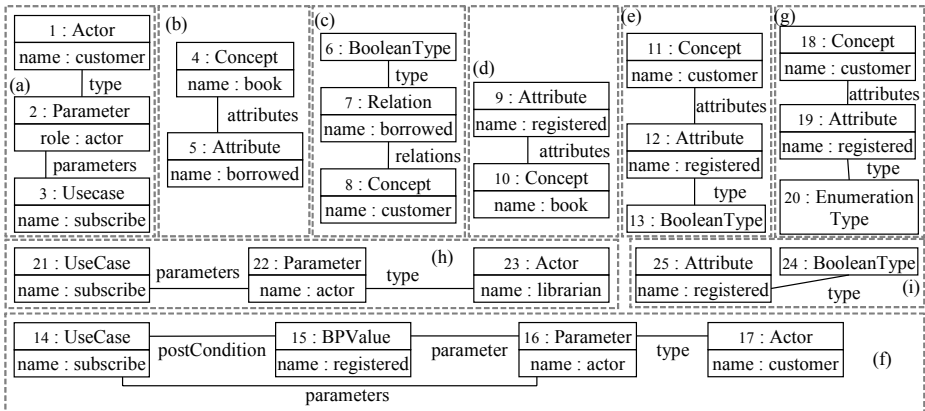 (a)
1 : Actor
name : customer
type
2 : Parameter
role : actor
parameters
3 : Usecase
name : subscribe
(b)
4 : Concept
name : book
attributes
5 : Attribute
name : borrowed
(c)
6 : BooleanType
type
7 : Relation
name : borrowed
relations
8 : Concept
name : customer
(d)
9 : Attribute
name : registered
attributes
10 : Concept
name : book
(e)
11 : Concept
name : customer
attributes
12 : Attribute
name : registered
type
13 : BooleanType
(g)
18 : Concept
name : customer
attributes
19 : Attribute
name : registered
type
20 : Enumeration
Type
(h)
21 : UseCase
name : subscribe
parameters
22 : Parameter
name : actor
type
23 : Actor
name : librarian
25 : Attribute
name : registered
24 : BooleanType
type
(i)
14 : UseCase
name : subscribe
postCondition
15 : BPValue
name : registered
parameter
16 : Parameter
name : actor
type
17 : Actor
name : customer
(f)
parameters